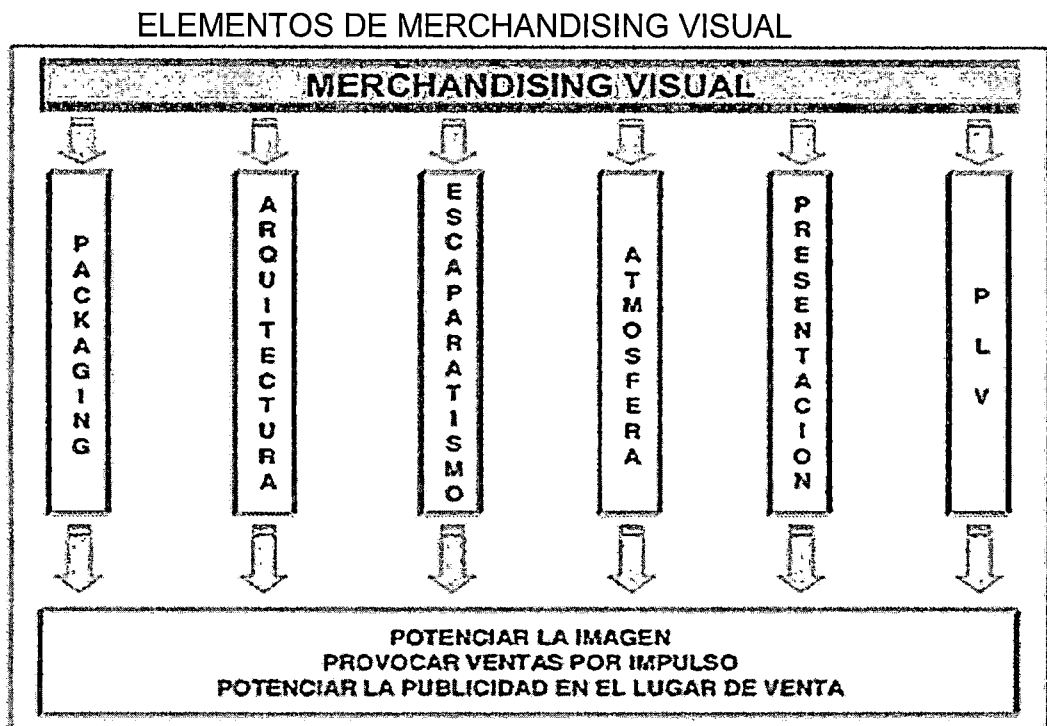 ELEMENTOS DE MERCHANDISING VISUAL
MERCHANDISING VISUAL
PACKAGING
ARQUITECTURA
ESCAPARATISMO
ATMOSFERA
PRESENTACION
PLV
POTENCIAR LA IMAGEN
PROVOCAR VENTAS POR IMPULSO
POTENCIAR LA PUBLICIDAD EN EL LUGAR DE VENTA